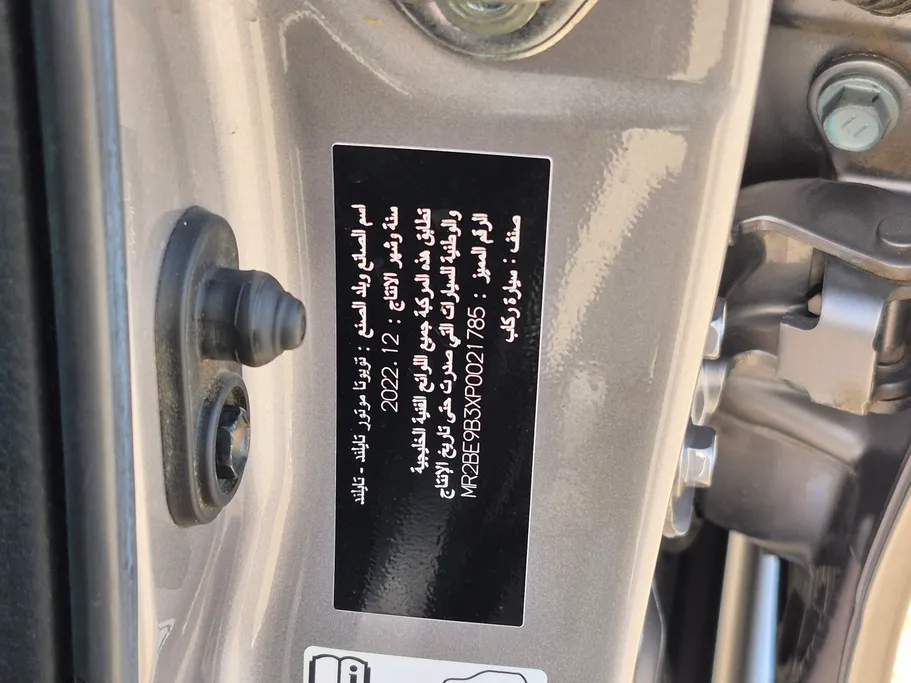 اسم الصانع وبلد الصنع : تويوتا موتور تايلند - تايلند
سنة وشهر الانتاج : 2022.12
تطابق هذه المركبة جميع اللوائح الفنية الخليجية
والوطنية للسيارات التي صدرت حتى تاريخ الإنتاج
الرقم المميز : MR2BE9B3XP0021785
صنف : سيارة ركاب